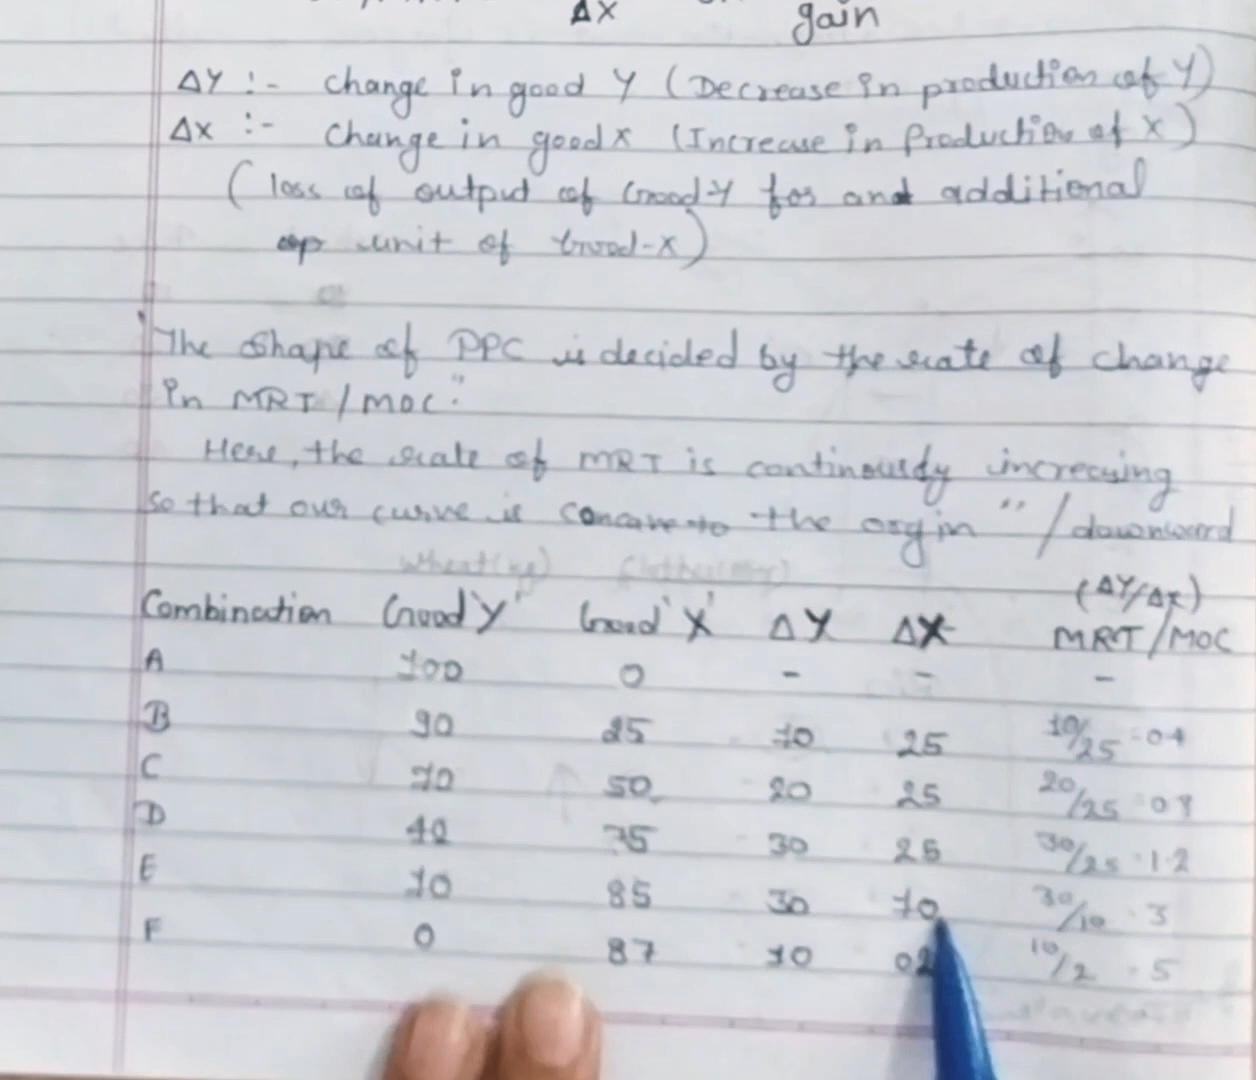 ΔX gain
ΔY :- Change in good Y (Decrease in production of Y)
ΔX :- Change in good X (Increase in Production of X)
(loss of output of Good-Y for and additional
unit of Good-X)
"The Shape of PPC is decided by the rate of change
in MRT / MOC."
Here, the rate of MRT is continously increasing
so that our curve is Concave to the orgin " / downword
wheat(kg)
(ΔY/ΔX)
Combination Good 'Y' Good 'X' ΔY ΔX MRT/MOC
A 100 0 - - -
B 90 25 10 25 10/25 = 0.4
C 70 50 20 25 20/25 = 0.8
D 40 75 30 25 30/25 = 1.2
E 10 85 30 10 30/10 = 3
F 0 87 10 02 10/2 = 5